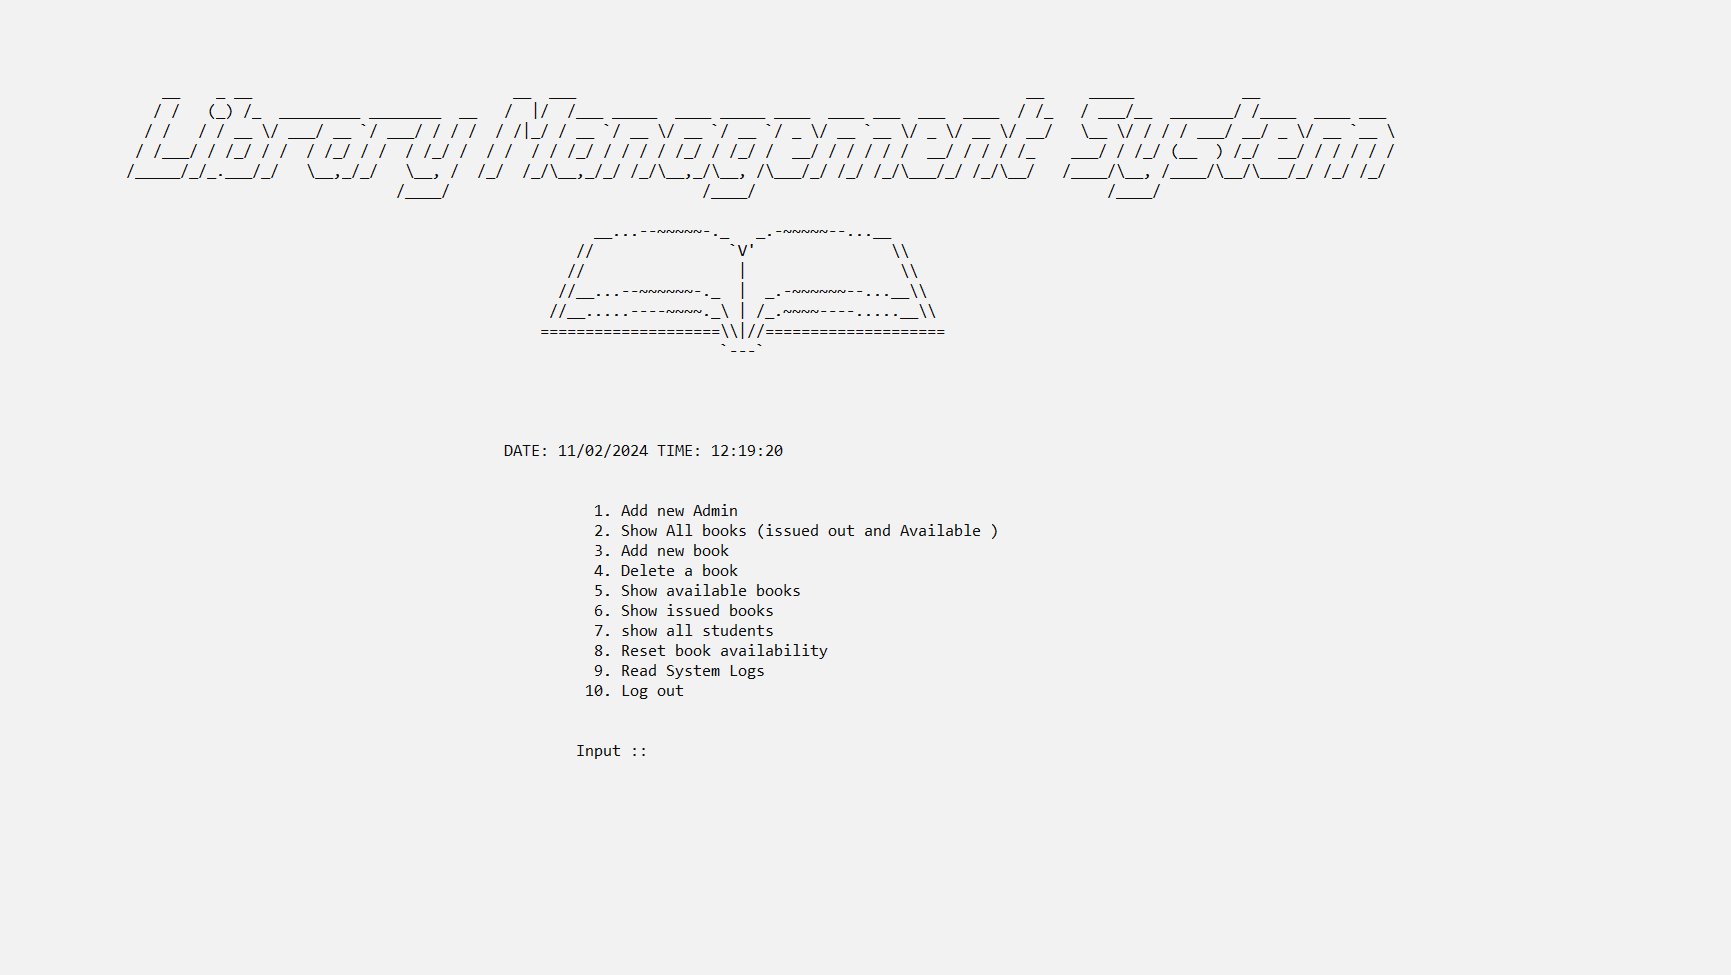 Library Management System
DATE: 11/02/2024 TIME: 12:19:20
1. Add new Admin
2. Show All books (issued out and Available )
3. Add new book
4. Delete a book
5. Show available books
6. Show issued books
7. show all students
8. Reset book availability
9. Read System Logs
10. Log out
Input ::